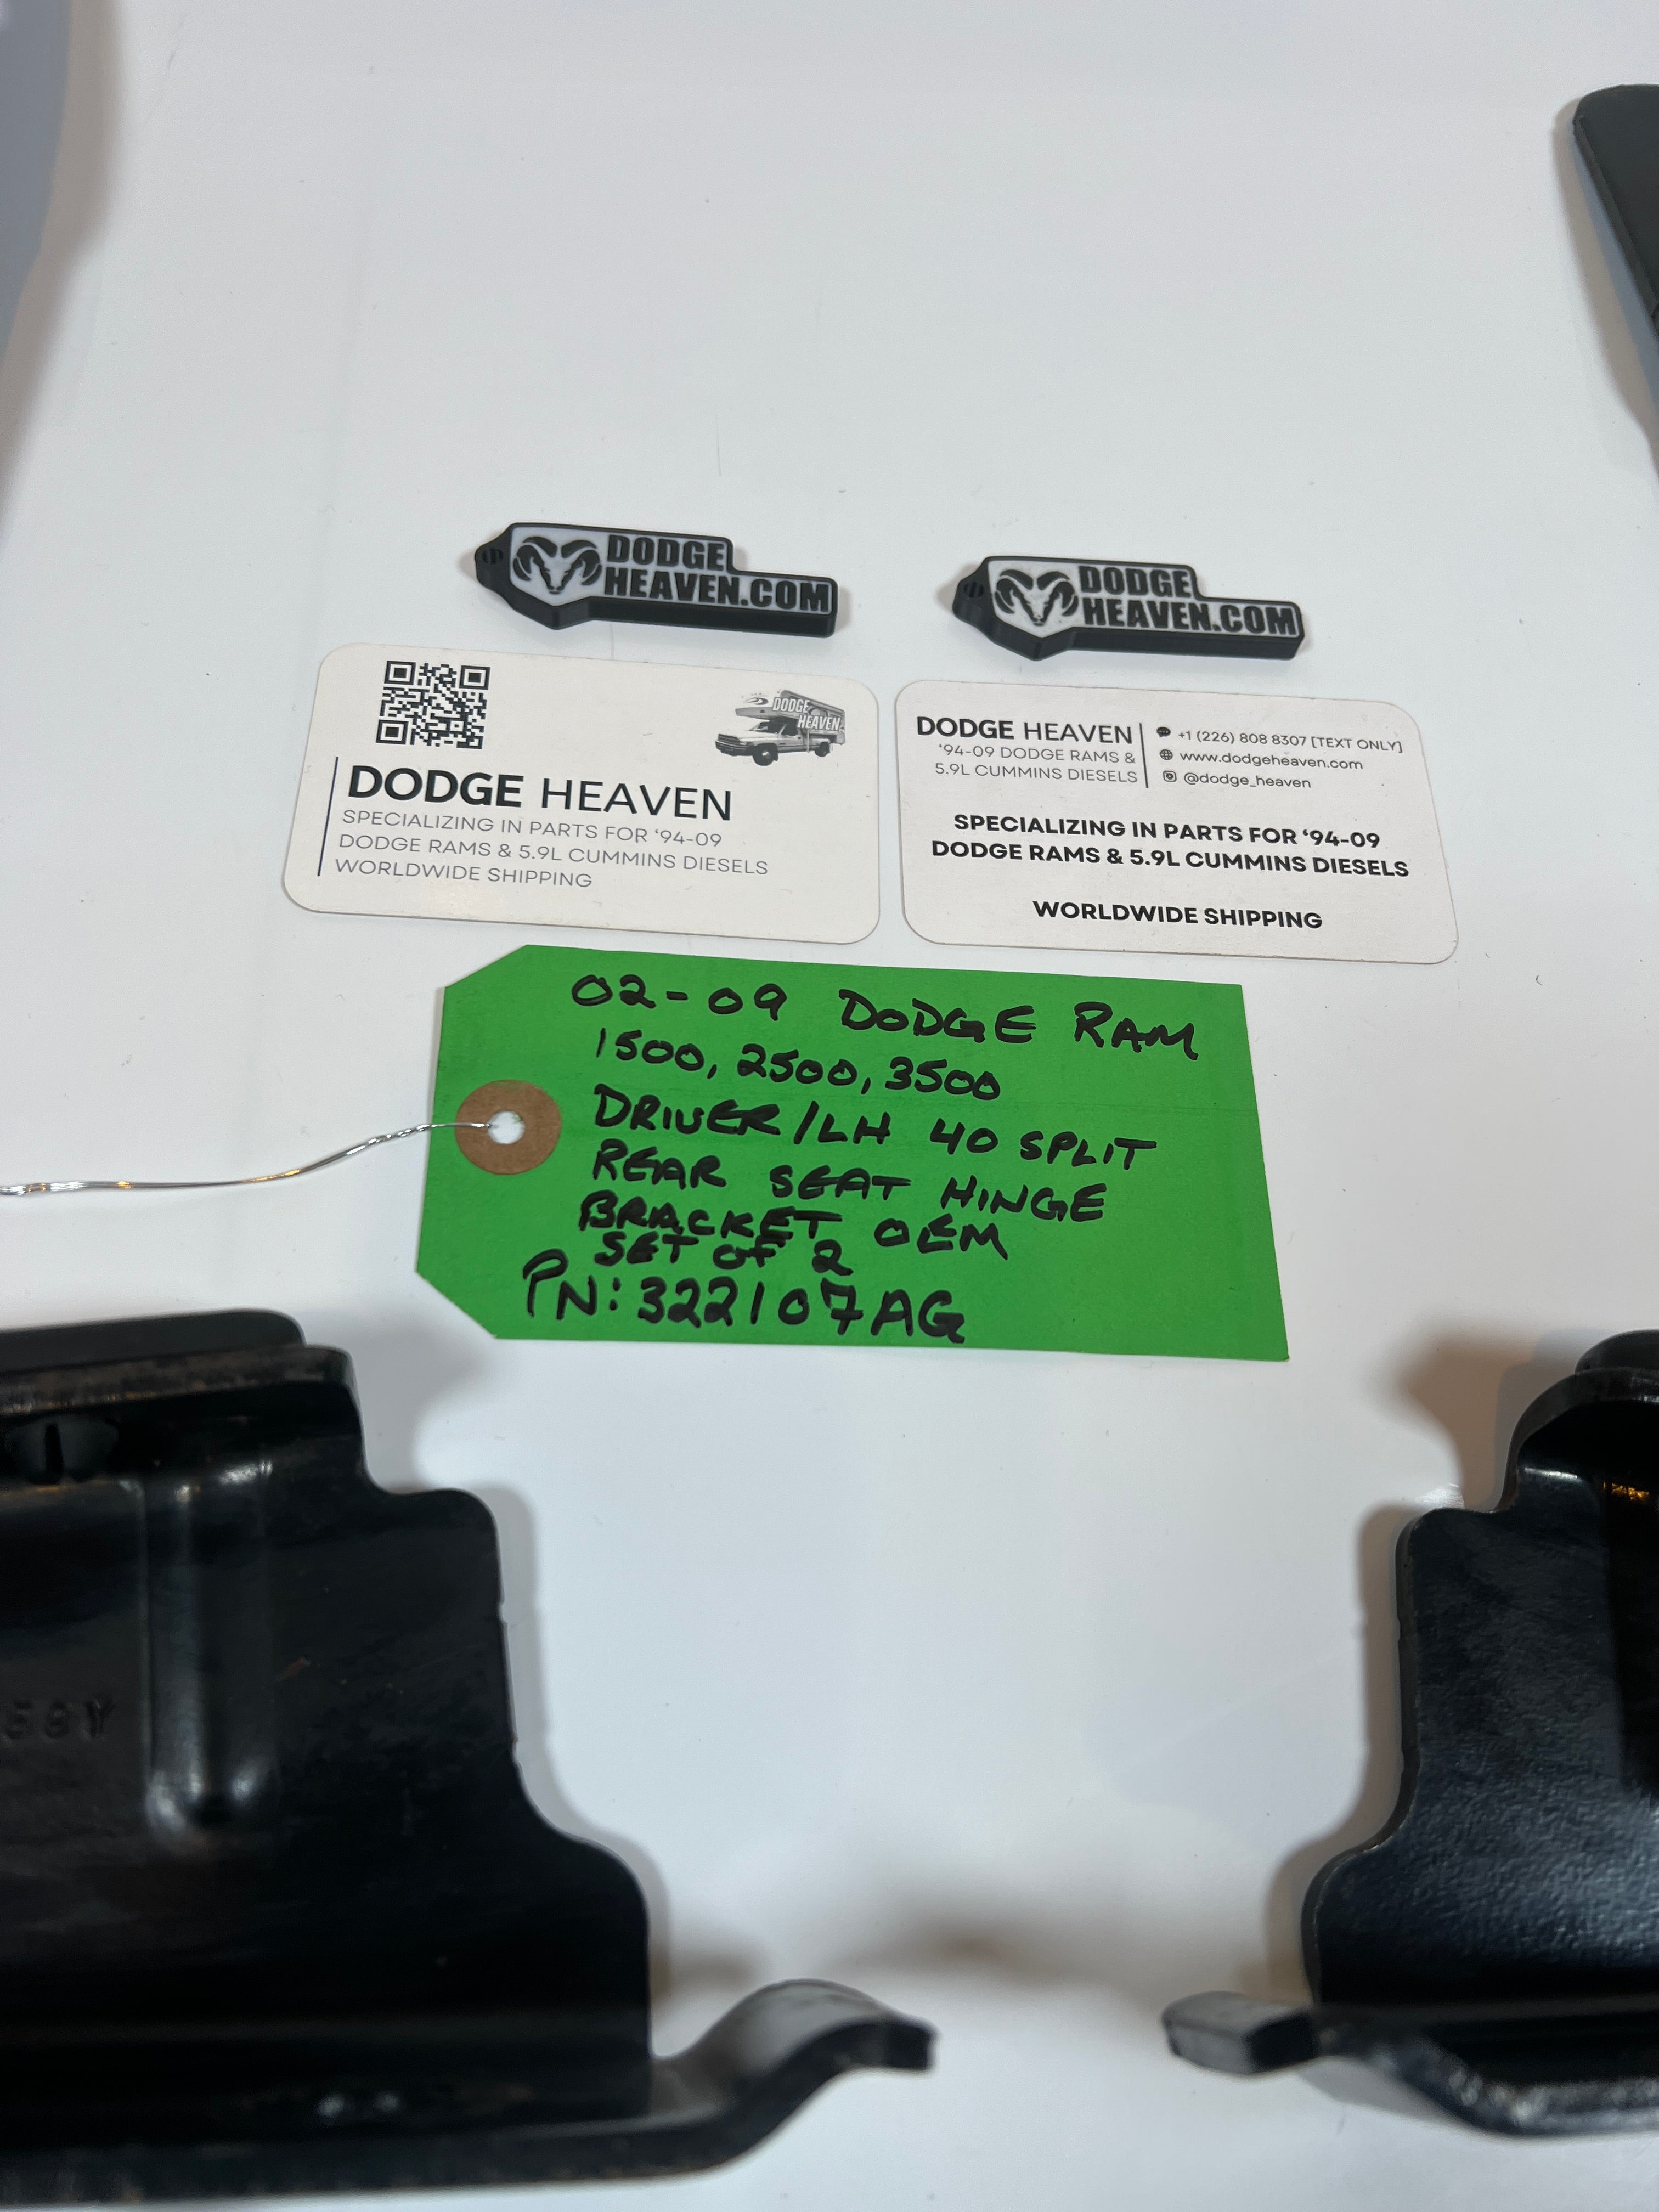 DODGE
HEAVEN.COM
DODGE
HEAVEN.COM
DODGE
HEAVEN
DODGE HEAVEN
SPECIALIZING IN PARTS FOR ‘94-09
DODGE RAMS & 5.9L CUMMINS DIESELS
WORLDWIDE SHIPPING
DODGE HEAVEN
‘94-09 DODGE RAMS &
5.9L CUMMINS DIESELS
+1 (226) 808 8307 [TEXT ONLY]
www.dodgeheaven.com
@dodge_heaven
SPECIALIZING IN PARTS FOR ‘94-09
DODGE RAMS & 5.9L CUMMINS DIESELS
WORLDWIDE SHIPPING
02-09 DODGE RAM
1500, 2500, 3500
DRIVER/LH 40 SPLIT
REAR SEAT HINGE
BRACKET OEM
SET OF 2
PN: 322107AG